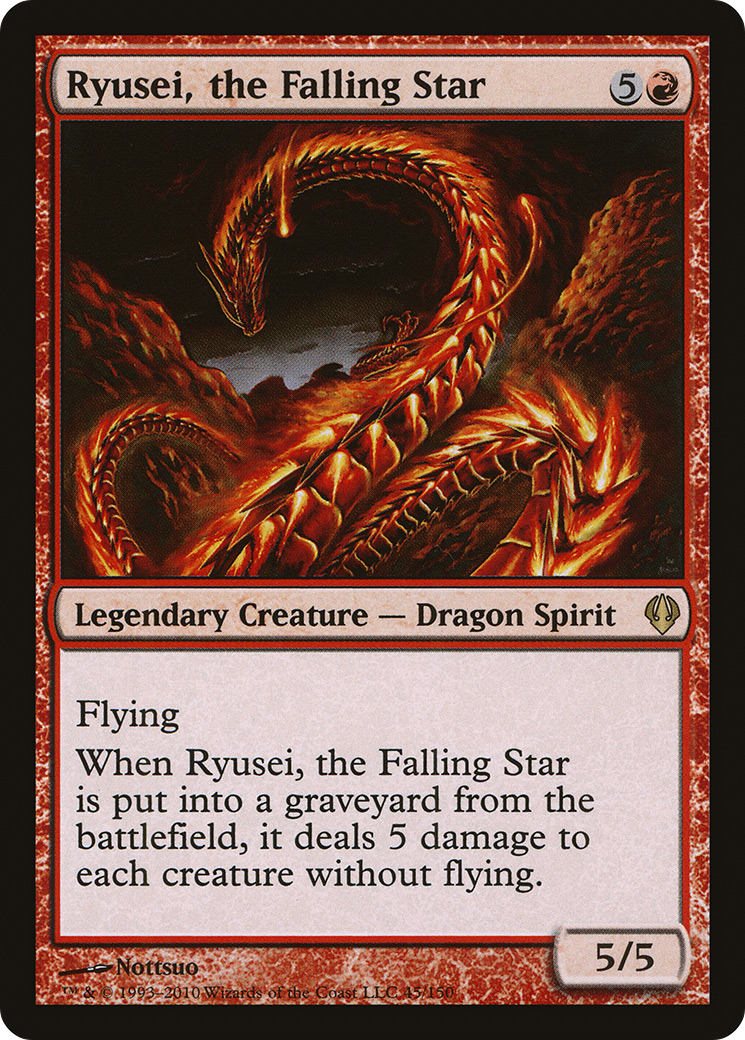 Ryusei, the Falling Star 5
Legendary Creature — Dragon Spirit
Flying
When Ryusei, the Falling Star
is put into a graveyard from the
battlefield, it deals 5 damage to
each creature without flying.
5/5
Nottsuo
™ & © 1993–2010 Wizards of the Coast LLC 45/150